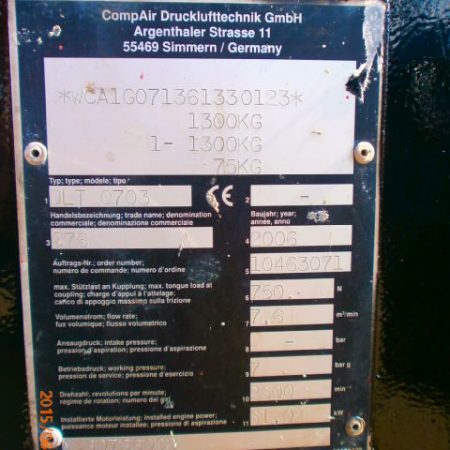 CompAir Drucklufttechnik GmbH
Argenthaler Strasse 11
55469 Simmern / Germany
*WCA1G071361330123*
1300KG
1- 1300KG
75KG
Typ; type; modèle; tipo
1 DLT 0703 CE 2 -
Handelsbezeichnung; trade name; denomination
commerciale; denominazione commerciale
Baujahr; year;
année, anno
3 4 2006
Auftrags-Nr.; order number;
numéro de commande; numero d'ordine
5 10463071
max. Stützlast an Kupplung; max. tongue load at
coupling; charge d'appui à l'attelage;
carico di appoggio massimo sulla frizione
6 750 N
Volumenstrom; flow rate;
fux volumique; flusso volumetrico
7 7,6 m³/min
Ansaugdruck; intake pressure;
pression d'aspiration; pressione d'aspirazione
8 - bar
Betriebsdruck; working pressure;
pression de service; pressione d'esercizio
9 7 bar g
Drehzahl; revolutions per minute;
régime de rotation; numero dei giri
10 min
Installierte Motorleistung; installed engine power;
puissance moteur installée; potenza
11 kW
2015